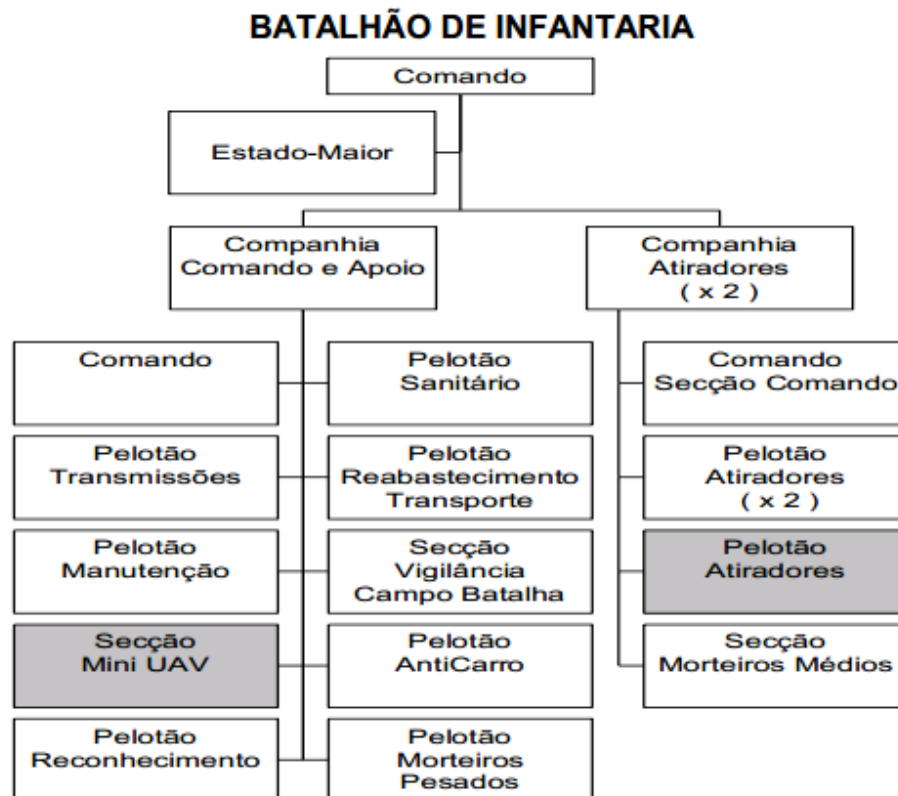 BATALHÃO DE INFANTARIA
Comando
Estado-Maior
Companhia
Comando e Apoio
Companhia
Atiradores
( x 2 )
Comando
Pelotão
Sanitário
Comando
Secção Comando
Pelotão
Transmissões
Pelotão
Reabastecimento
Transporte
Pelotão
Atiradores
( x 2 )
Pelotão
Manutenção
Secção
Vigilância
Campo Batalha
Pelotão
Atiradores
Secção
Mini UAV
Pelotão
AntiCarro
Secção
Morteiros Médios
Pelotão
Reconhecimento
Pelotão
Morteiros
Pesados